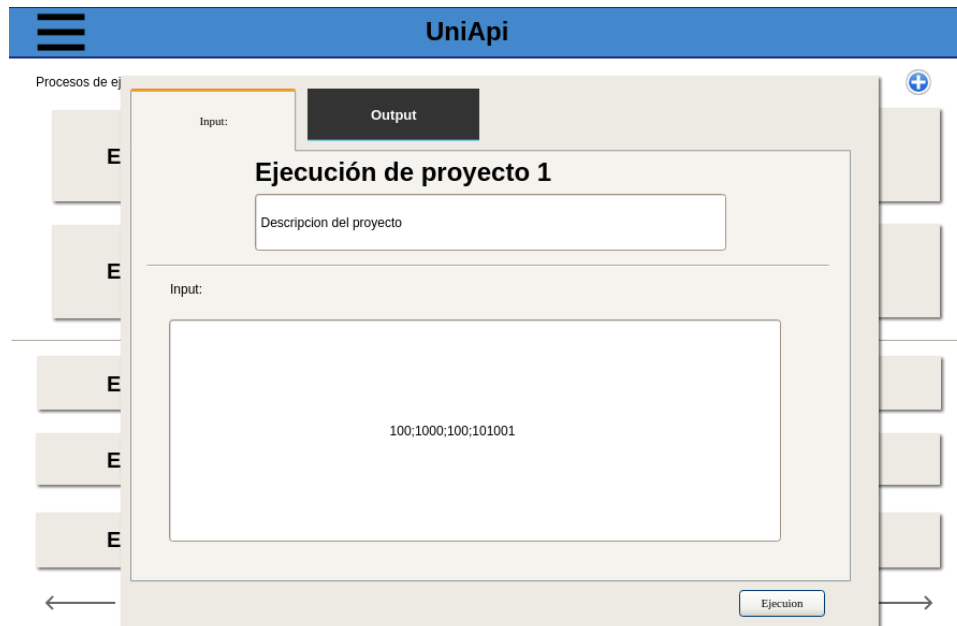 UniApi
Procesos de ej
Input:
Output
E
Ejecución de proyecto 1
Descripcion del proyecto
E
Input:
E
100;1000;100;101001
E
E
Ejecuion